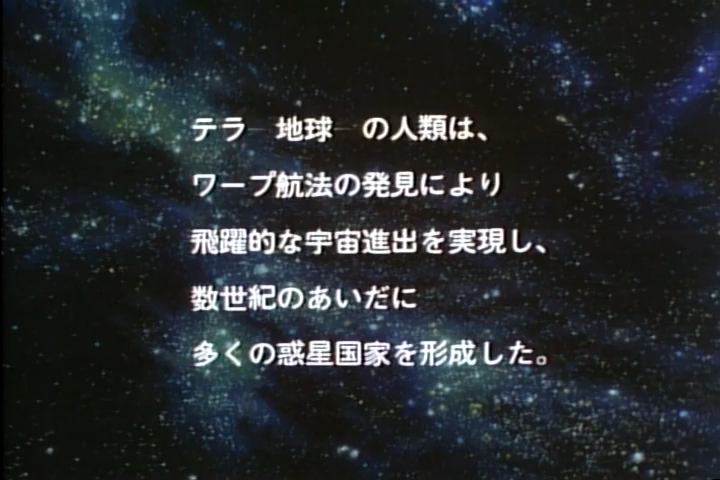 テラ―地球―の人類は、
ワープ航法の発見により
飛躍的な宇宙進出を実現し、
数世紀のあいだに
多くの惑星国家を形成した。